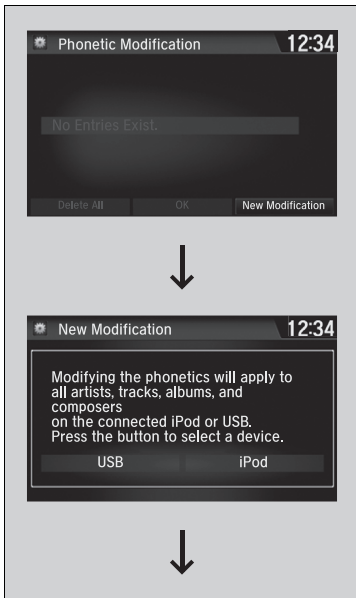 Phonetic Modification 12:34
No Entries Exist.
Delete All OK New Modification
New Modification 12:34
Modifying the phonetics will apply to
all artists, tracks, albums, and
composers
on the connected iPod or USB.
Press the button to select a device.
USB iPod